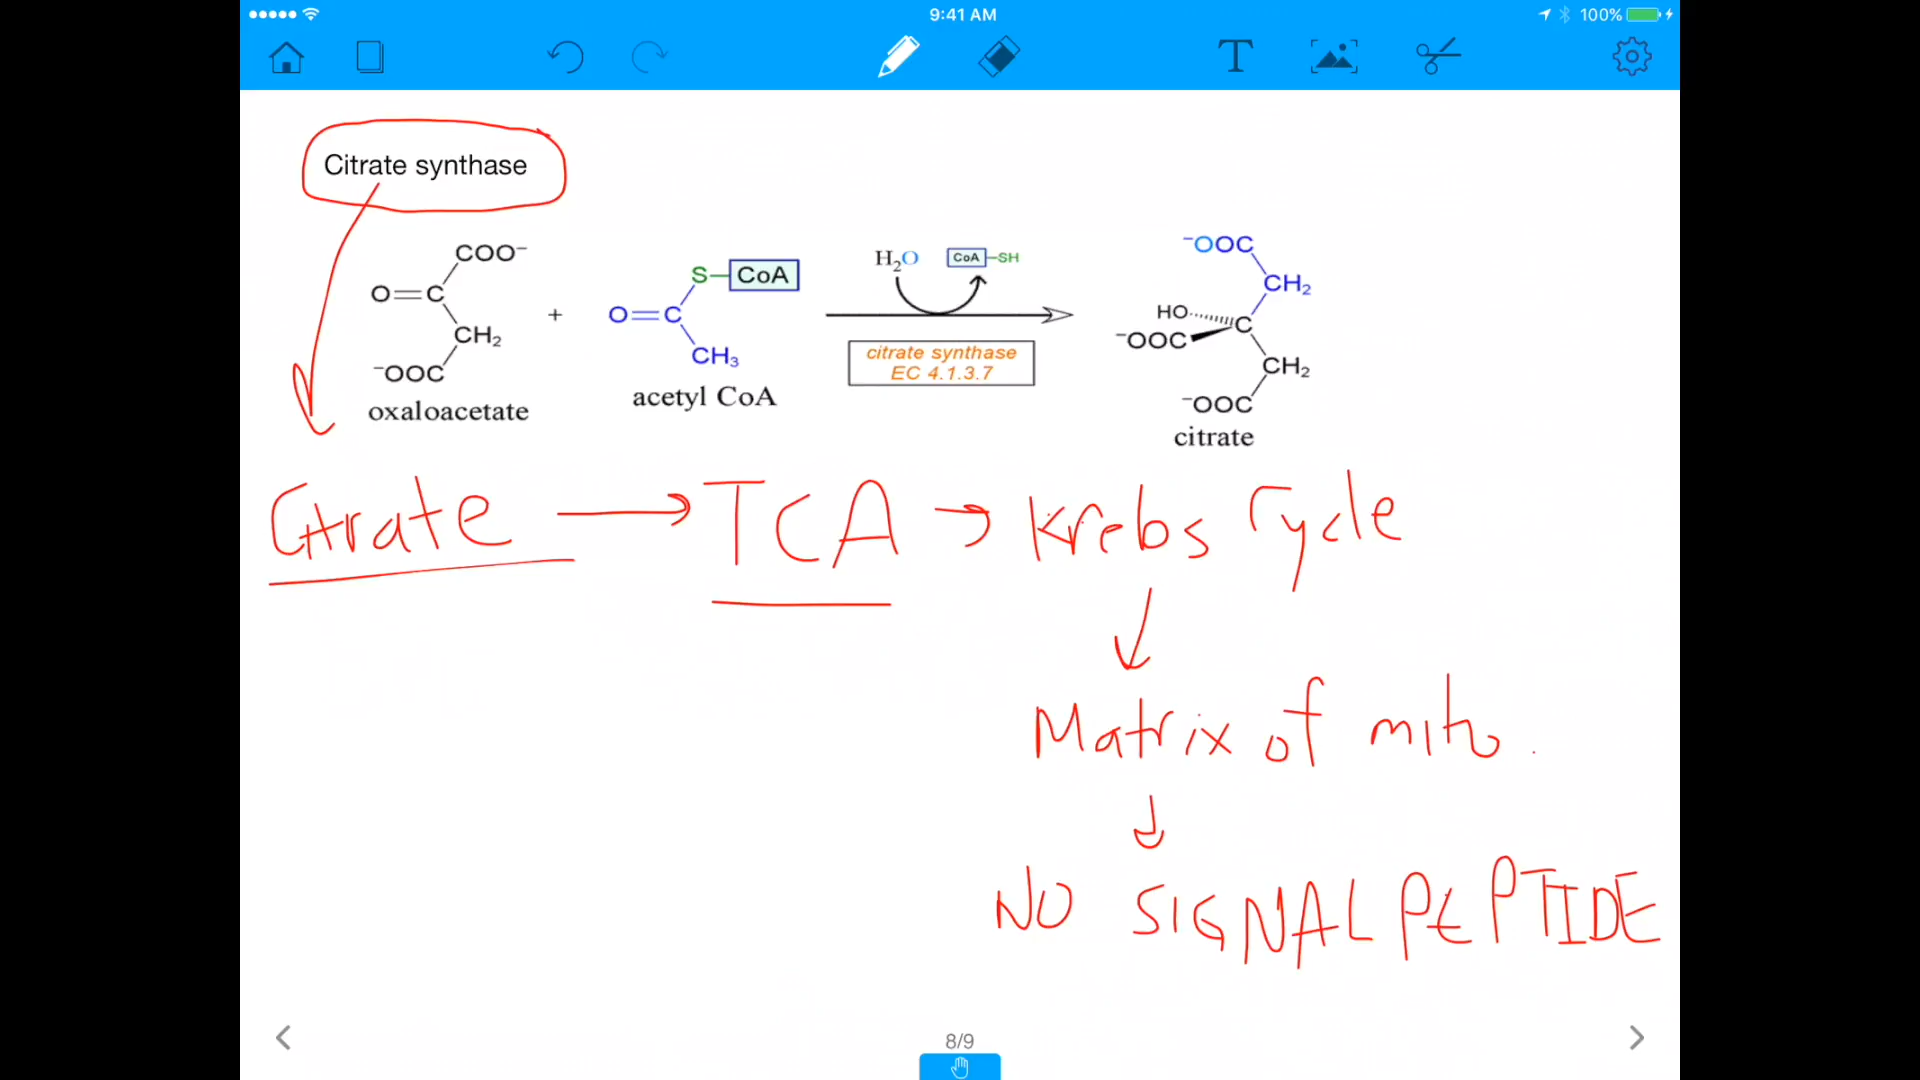 9:41 AM
100%
T
Citrate synthase
COO⁻
O=C
CH₂
⁻OOC
oxaloacetate
+
S–CoA
O=C
CH₃
acetyl CoA
H₂O CoA–SH
citrate synthase
EC 4.1.3.7
⁻OOC
CH₂
HO
C
⁻OOC
CH₂
⁻OOC
citrate
Citrate → TCA → Krebs Cycle
↓
Matrix of mito.
↓
NO SIGNAL PEPTIDE
8/9